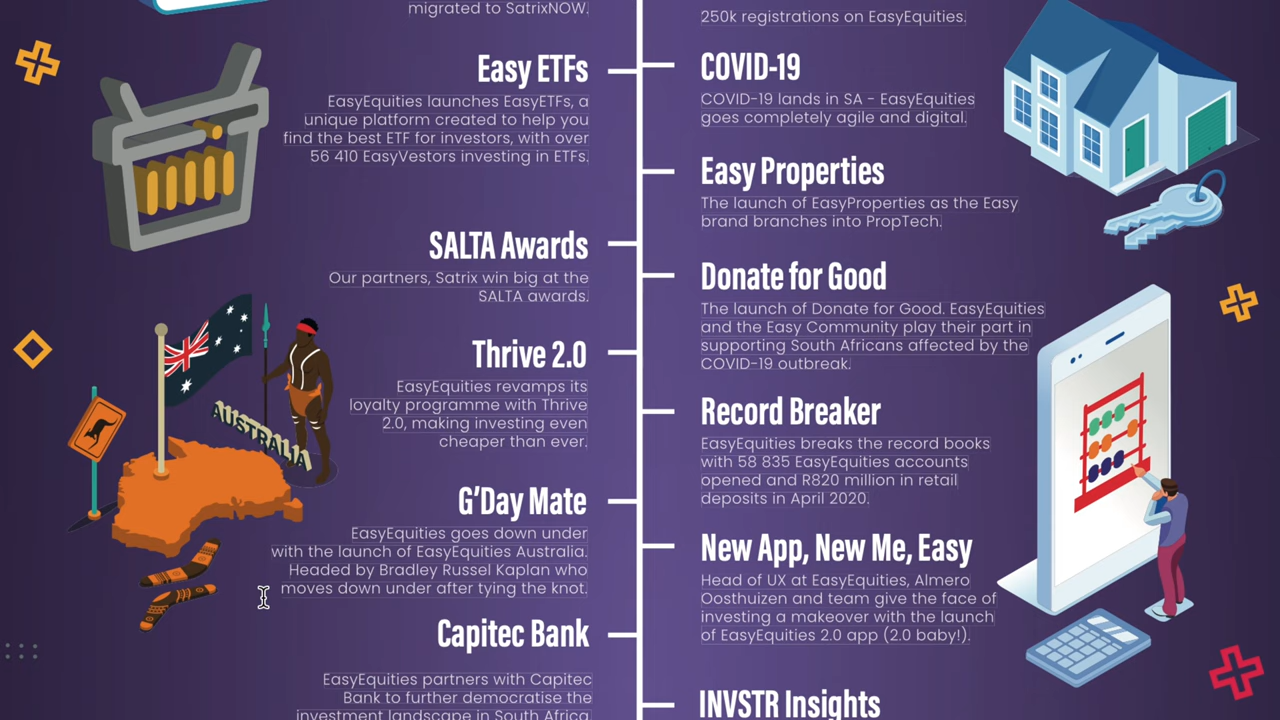 migrated to SatrixNOW.
Easy ETFs
EasyEquities launches EasyETFs, a
unique platform created to help you
find the best ETF for investors, with over
56 410 EasyVestors investing in ETFs.
SALTA Awards
Our partners, Satrix win big at the
SALTA awards.
Thrive 2.0
EasyEquities revamps its
loyalty programme with Thrive
2.0, making investing even
cheaper than ever.
AUSTRALIA
G'Day Mate
EasyEquities goes down under
with the launch of EasyEquities Australia.
Headed by Bradley Russel Kaplan who
moves down under after tying the knot.
Capitec Bank
EasyEquities partners with Capitec
Bank to further democratise the
investment landscape in South Africa
250k registrations on EasyEquities.
COVID-19
COVID-19 lands in SA - EasyEquities
goes completely agile and digital.
Easy Properties
The launch of EasyProperties as the Easy
brand branches into PropTech.
Donate for Good
The launch of Donate for Good. EasyEquities
and the Easy Community play their part in
supporting South Africans affected by the
COVID-19 outbreak.
Record Breaker
EasyEquities breaks the record books
with 58 835 EasyEquities accounts
opened and R820 million in retail
deposits in April 2020.
New App, New Me, Easy
Head of UX at EasyEquities, Almero
Oosthuizen and team give the face of
investing a makeover with the launch
of EasyEquities 2.0 app (2.0 baby!).
INVSTR Insights